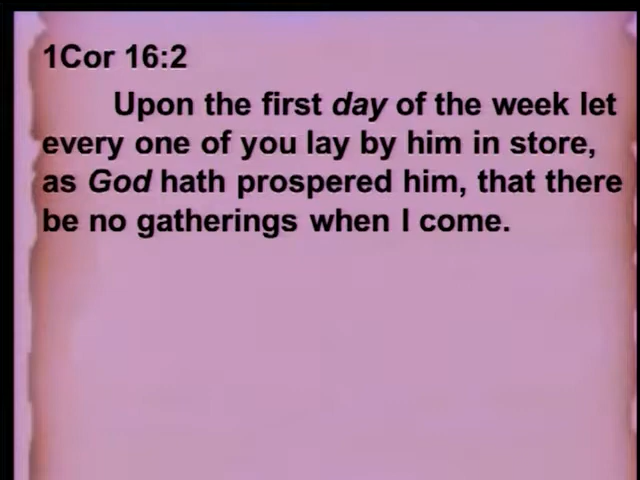 1Cor 16:2
Upon the first day of the week let
every one of you lay by him in store,
as God hath prospered him, that there
be no gatherings when I come.